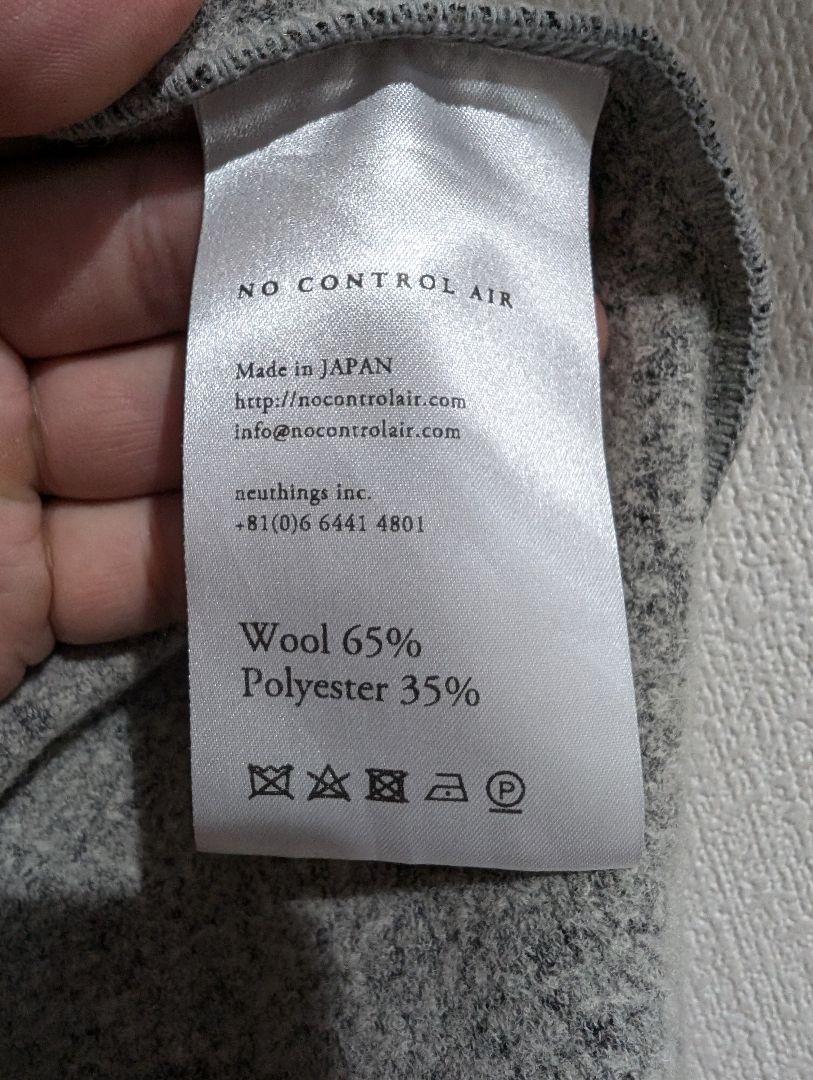 NO CONTROL AIR
Made in JAPAN
http://nocontrolair.com
info@nocontrolair.com
neuthings inc.
+81(0)6 6441 4801
Wool 65%
Polyester 35%
P